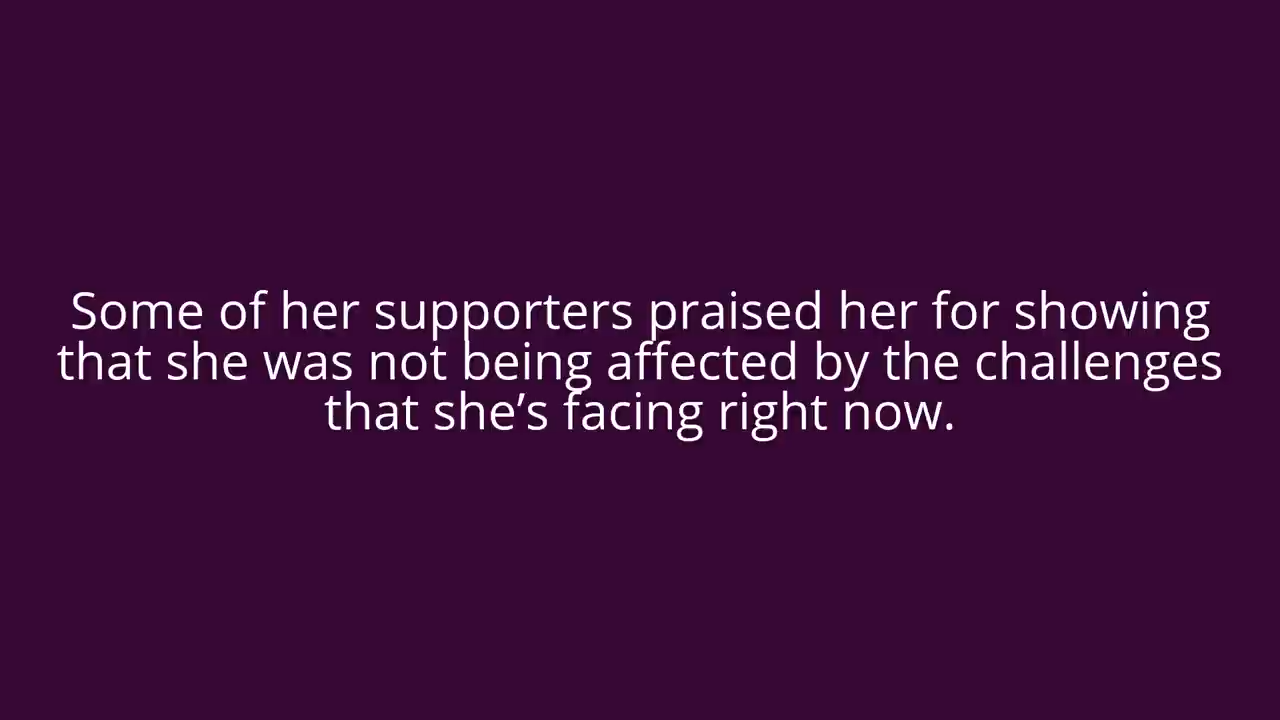 Some of her supporters praised her for showing
that she was not being affected by the challenges
that she’s facing right now.